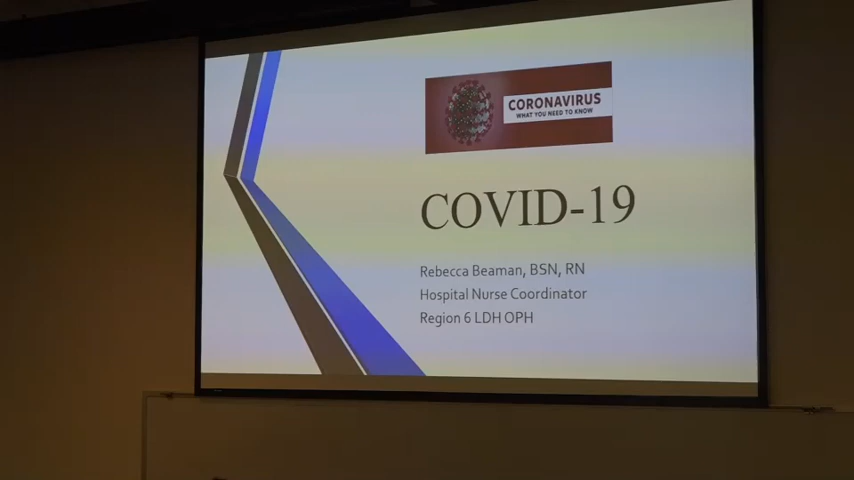 CORONAVIRUS
WHAT YOU NEED TO KNOW
COVID-19
Rebecca Beaman, BSN, RN
Hospital Nurse Coordinator
Region 6 LDH OPH